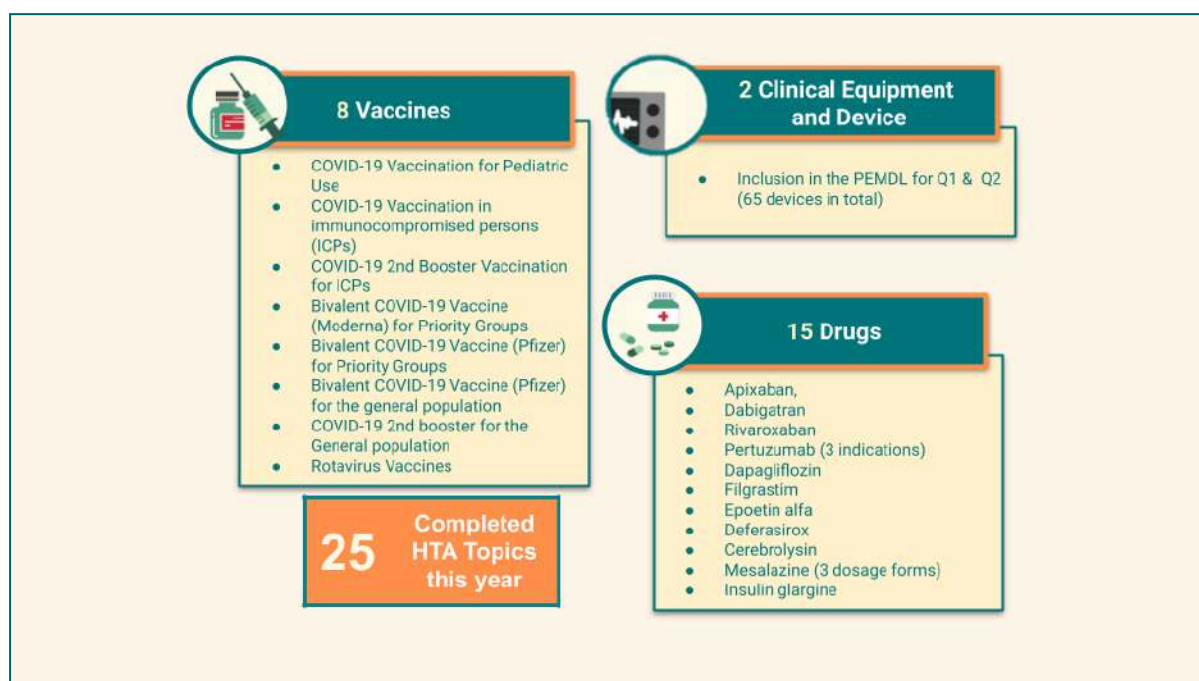 8 Vaccines
● COVID-19 Vaccination for Pediatric
Use
● COVID-19 Vaccination in
immunocompromised persons
(ICPs)
● COVID-19 2nd Booster Vaccination
for ICPs
● Bivalent COVID-19 Vaccine
(Moderna) for Priority Groups
● Bivalent COVID-19 Vaccine (Pfizer)
for Priority Groups
● Bivalent COVID-19 Vaccine (Pfizer)
for the general population
● COVID-19 2nd booster for the
General population
● Rotavirus Vaccines
25
Completed
HTA Topics
this year
2 Clinical Equipment
and Device
● Inclusion in the PEMDL for Q1 & Q2
(65 devices in total)
15 Drugs
● Apixaban,
● Dabigatran
● Rivaroxaban
● Pertuzumab (3 indications)
● Dapagliflozin
● Filgrastim
● Epoetin alfa
● Deferasirox
● Cerebrolysin
● Mesalazine (3 dosage forms)
● Insulin glargine